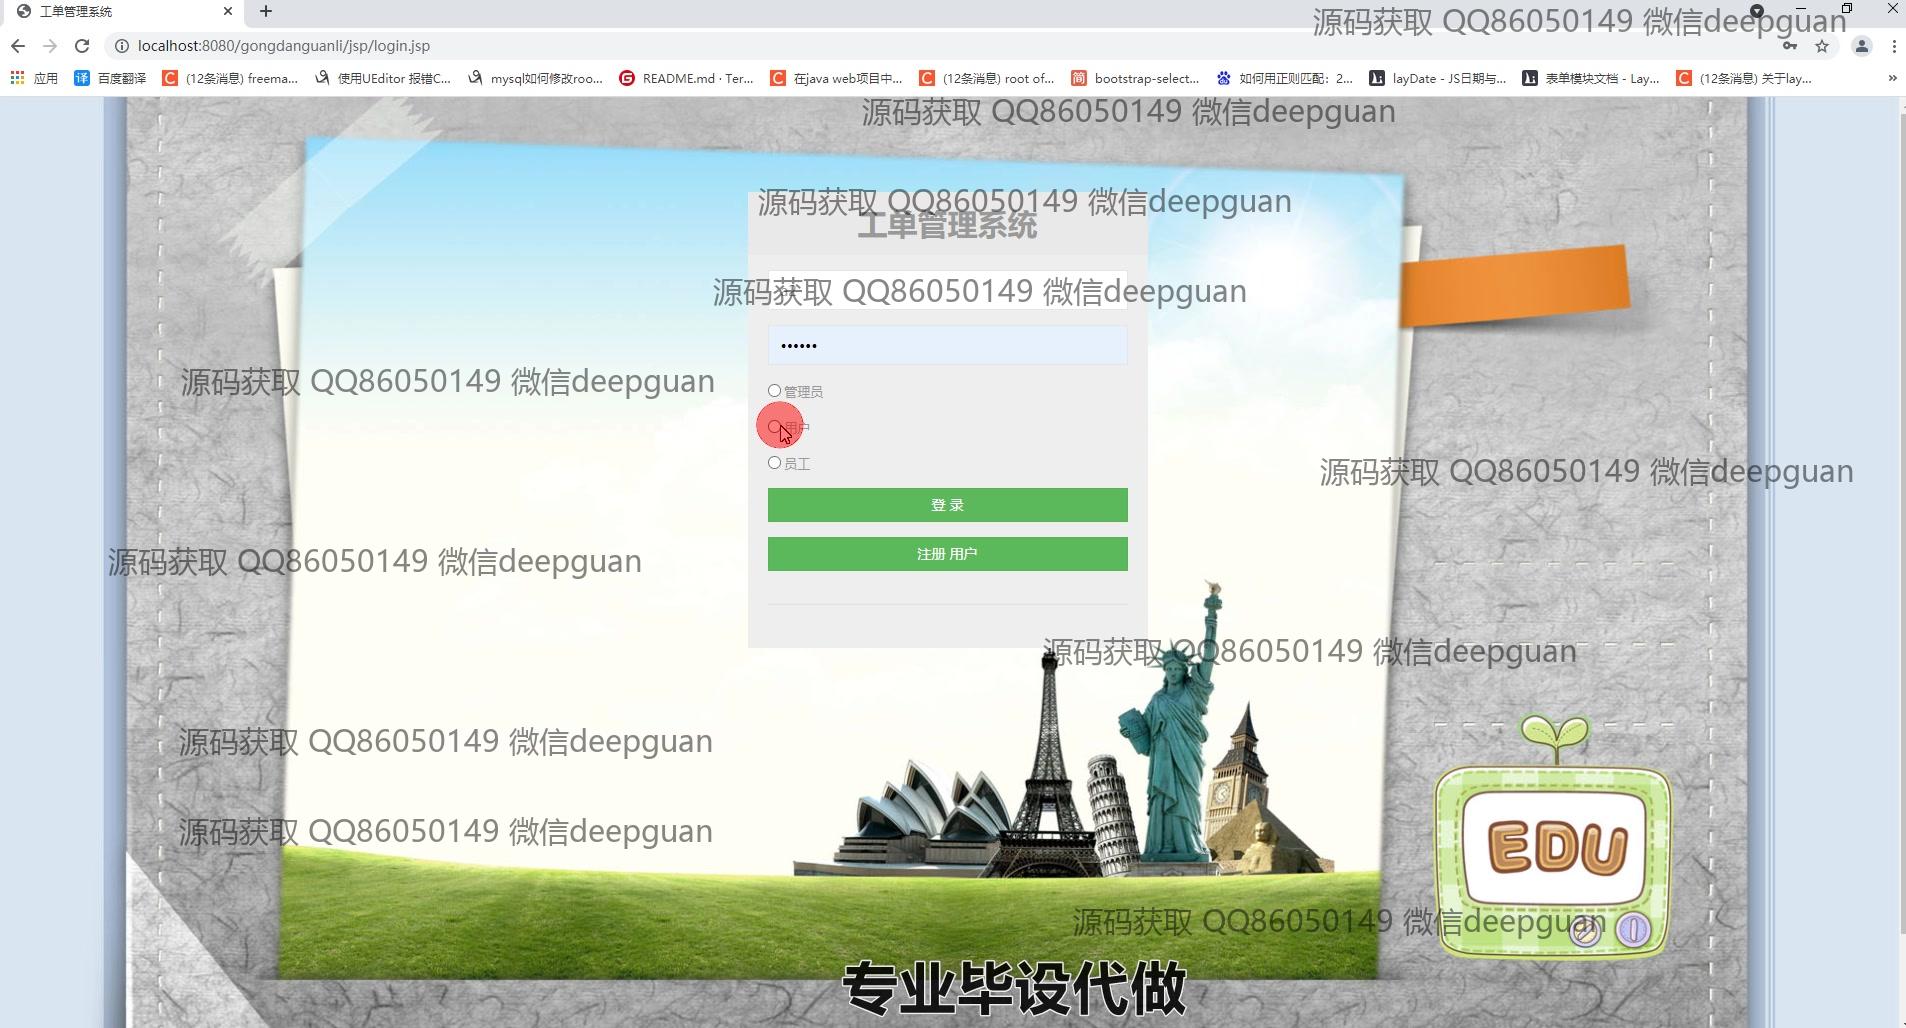 工单管理系统
源码获取 QQ86050149 微信deepguan
localhost:8080/gongdanguanli/jsp/login.jsp
应用
百度翻译
(12条消息) freema...
使用UEditor 报错C...
mysql如何修改roo...
README.md · Ter...
在java web项目中...
(12条消息) root of...
bootstrap-select...
如何用正则匹配：2...
layDate - JS日期与...
表单模块文档 - Lay...
(12条消息) 关于lay...
源码获取 QQ86050149 微信deepguan
源码获取 QQ86050149 微信deepguan
工单管理系统
源码获取 QQ86050149 微信deepguan
••••••
源码获取 QQ86050149 微信deepguan
管理员
用户
员工
源码获取 QQ86050149 微信deepguan
登 录
注册 用户
源码获取 QQ86050149 微信deepguan
源码获取 QQ86050149 微信deepguan
源码获取 QQ86050149 微信deepguan
源码获取 QQ86050149 微信deepguan
EDU
源码获取 QQ86050149 微信deepguan
专业毕设代做